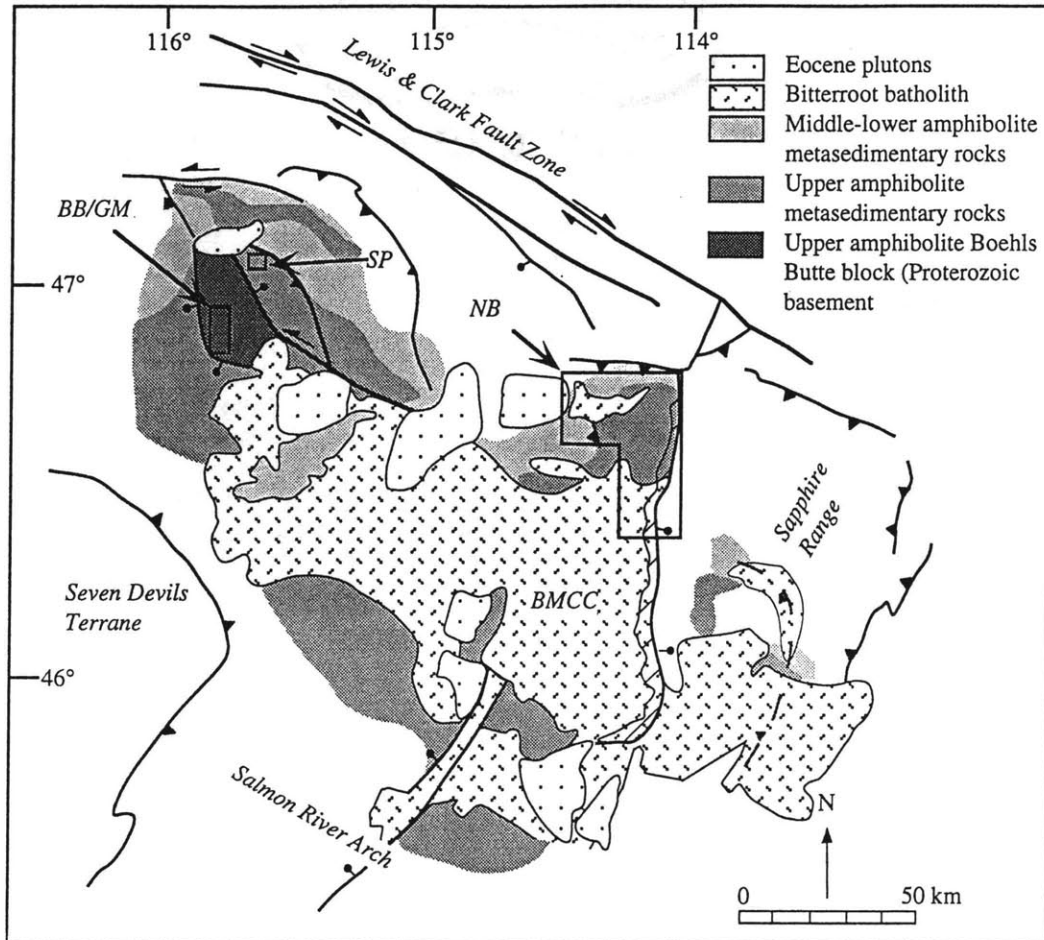 116°
115°
114°
Lewis & Clark Fault Zone
Eocene plutons
Bitterroot batholith
Middle-lower amphibolite
metasedimentary rocks
Upper amphibolite
metasedimentary rocks
Upper amphibolite Boehls
Butte block (Proterozoic
basement
BB/GM
SP
47°
NB
Sapphire
Range
Seven Devils
Terrane
BMCC
46°
Salmon River Arch
N
0
50 km